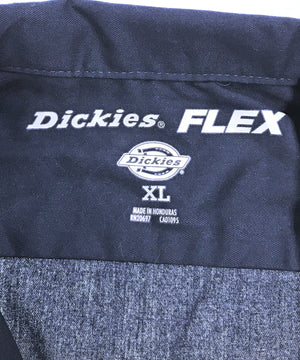 Dickies® FLEX
Dickies
XL
MADE IN HONDURAS
RN20697 CA01095